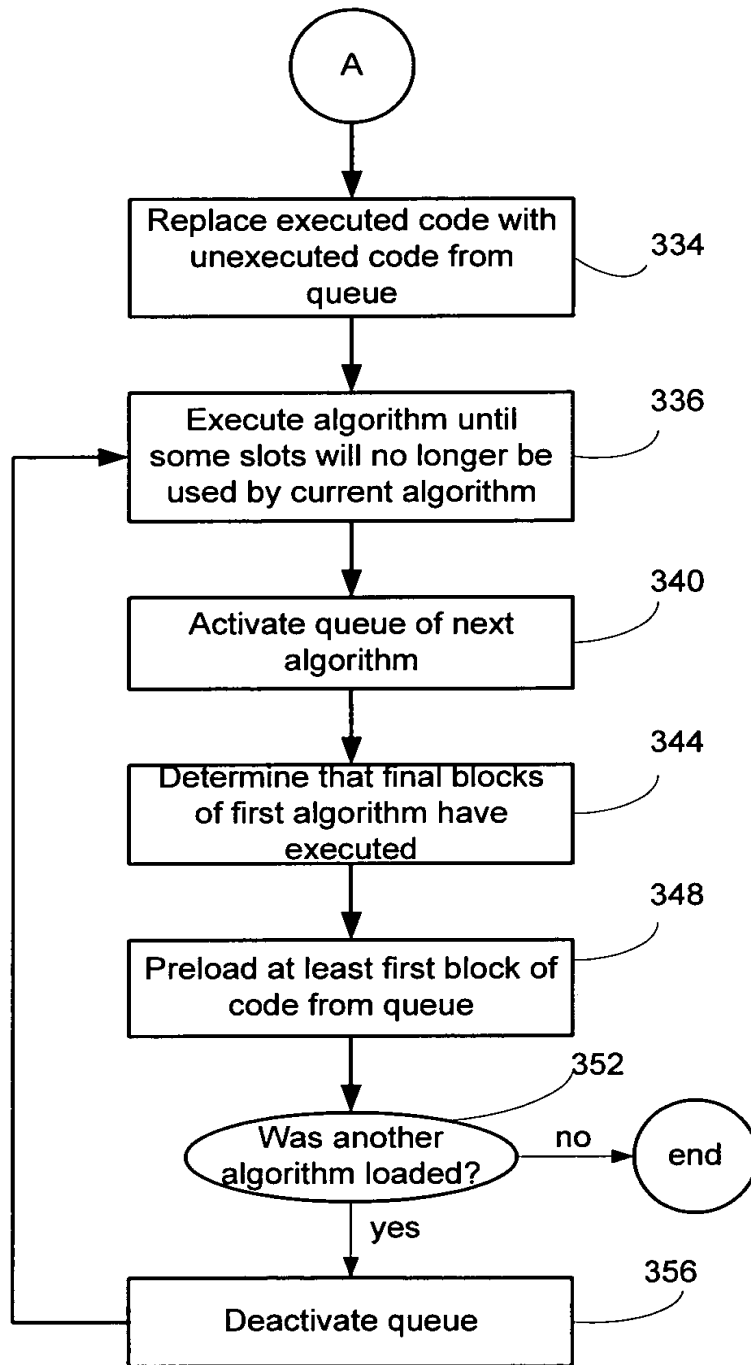 A
Replace executed code with
unexecuted code from
queue
334
Execute algorithm until
some slots will no longer be
used by current algorithm
336
Activate queue of next
algorithm
340
Determine that final blocks
of first algorithm have
executed
344
Preload at least first block of
code from queue
348
352
Was another
algorithm loaded?
no
end
yes
Deactivate queue
356